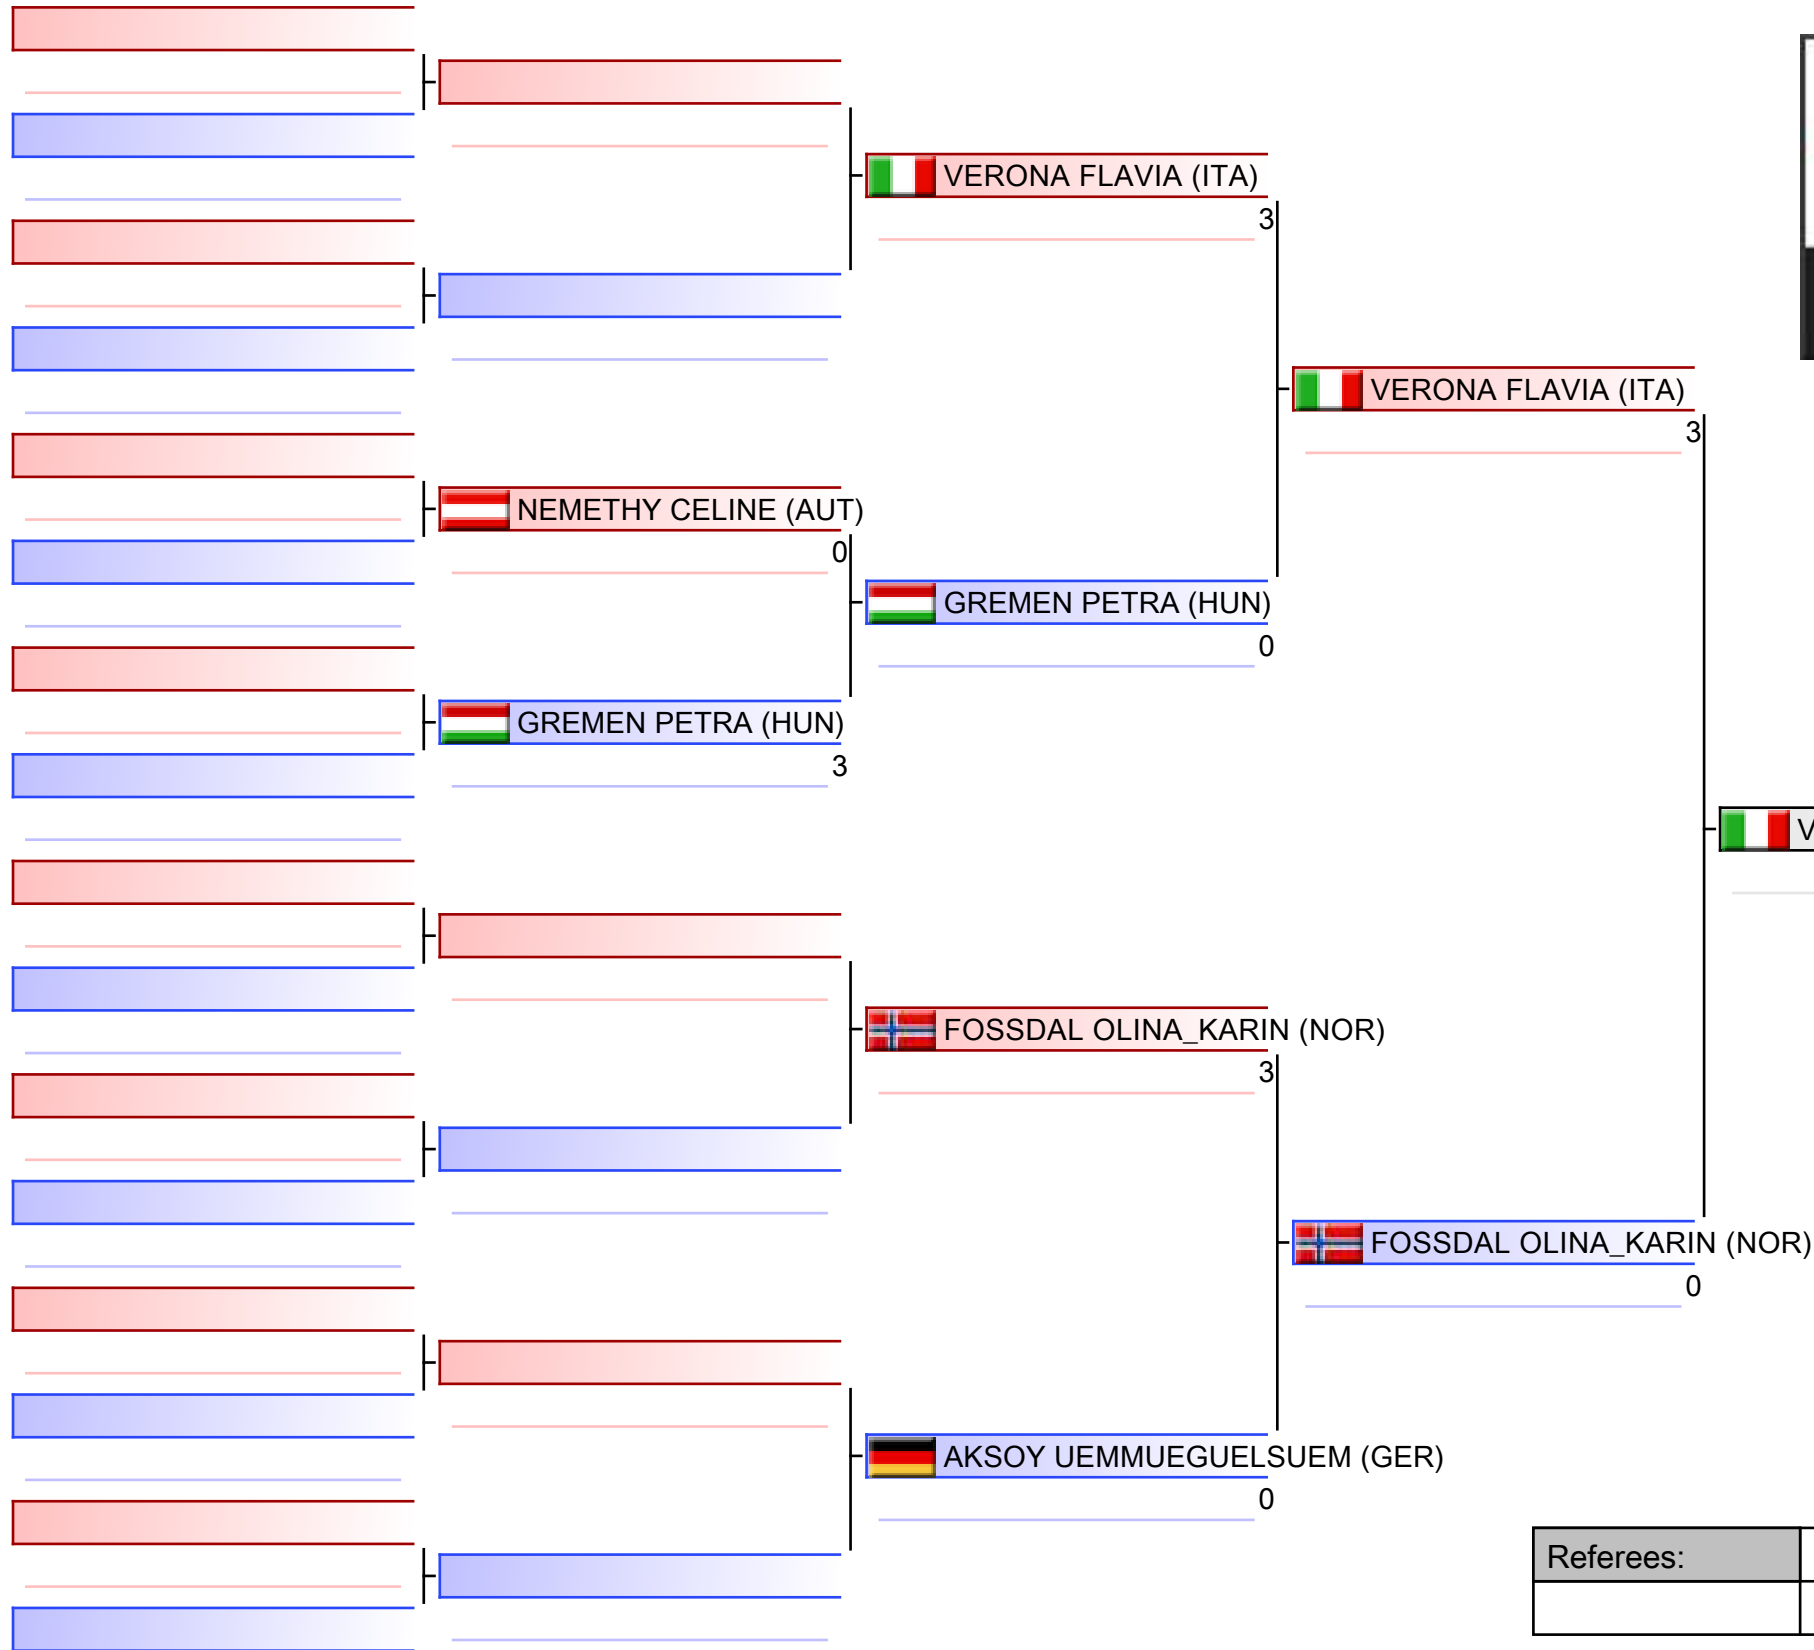 VERONA FLAVIA (ITA)
3
VERONA FLAVIA (ITA)
3
NEMETHY CELINE (AUT)
0
GREMEN PETRA (HUN)
0
GREMEN PETRA (HUN)
3
V
FOSSDAL OLINA_KARIN (NOR)
3
FOSSDAL OLINA_KARIN (NOR)
0
AKSOY UEMMUEGUELSUEM (GER)
0
Referees: